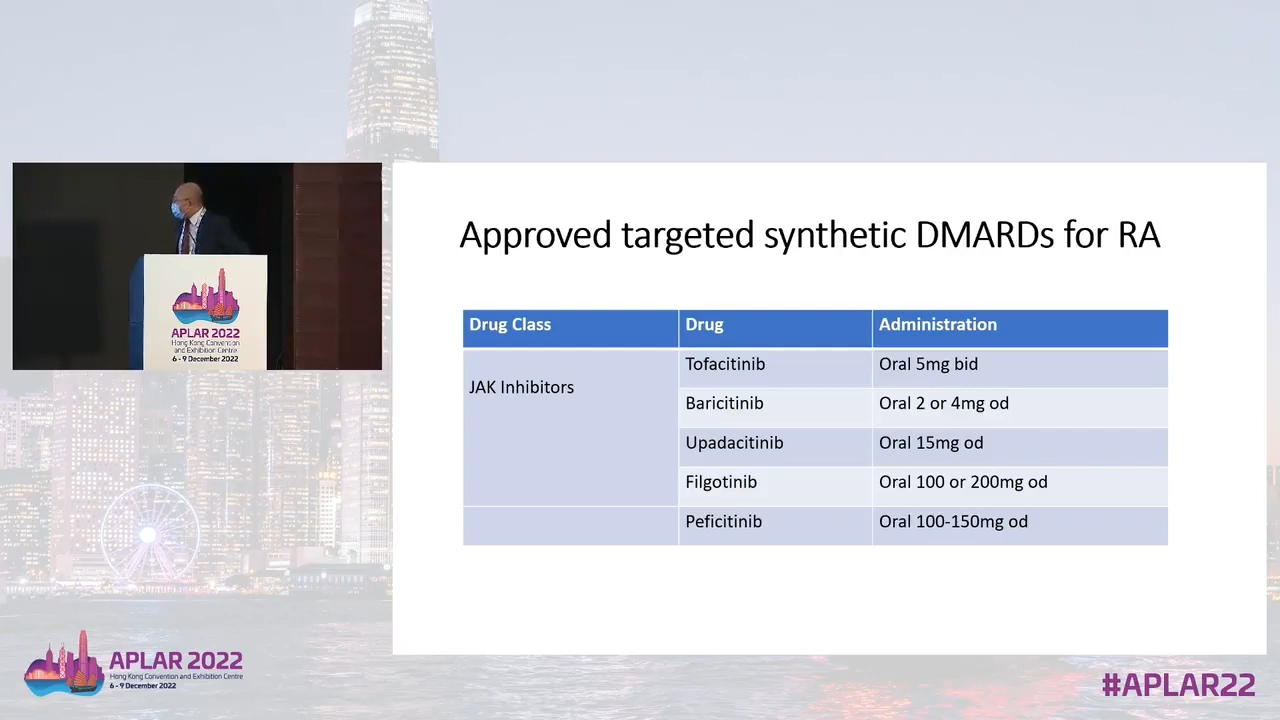 APLAR 2022
Hong Kong Convention
and Exhibition Centre
6 - 9 December 2022
Approved targeted synthetic DMARDs for RA
Drug Class Drug Administration
JAK Inhibitors
Tofacitinib Oral 5mg bid
Baricitinib Oral 2 or 4mg od
Upadacitinib Oral 15mg od
Filgotinib Oral 100 or 200mg od
Peficitinib Oral 100-150mg od
APLAR 2022
Hong Kong Convention and Exhibition Centre
6 - 9 December 2022
#APLAR22